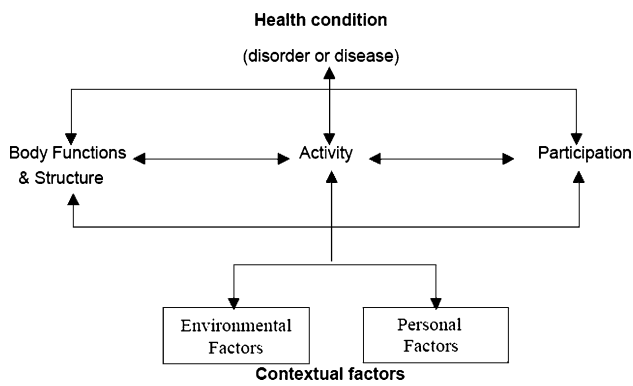 Health condition
(disorder or disease)
Body Functions
& Structure
Activity
Participation
Environmental
Factors
Personal
Factors
Contextual factors